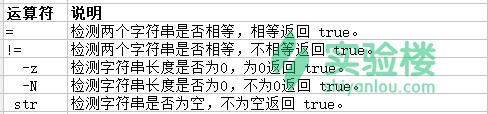 运算符 说明
= 检测两个字符串是否相等，相等返回 true。
!= 检测两个字符串是否相等，不相等返回 true。
-z 检测字符串长度是否为0，为0返回 true。
-N 检测字符串长度是否为0，不为0返回 true。
str 检测字符串是否为空，不为空返回 true。
实验楼
shiyanlou.com